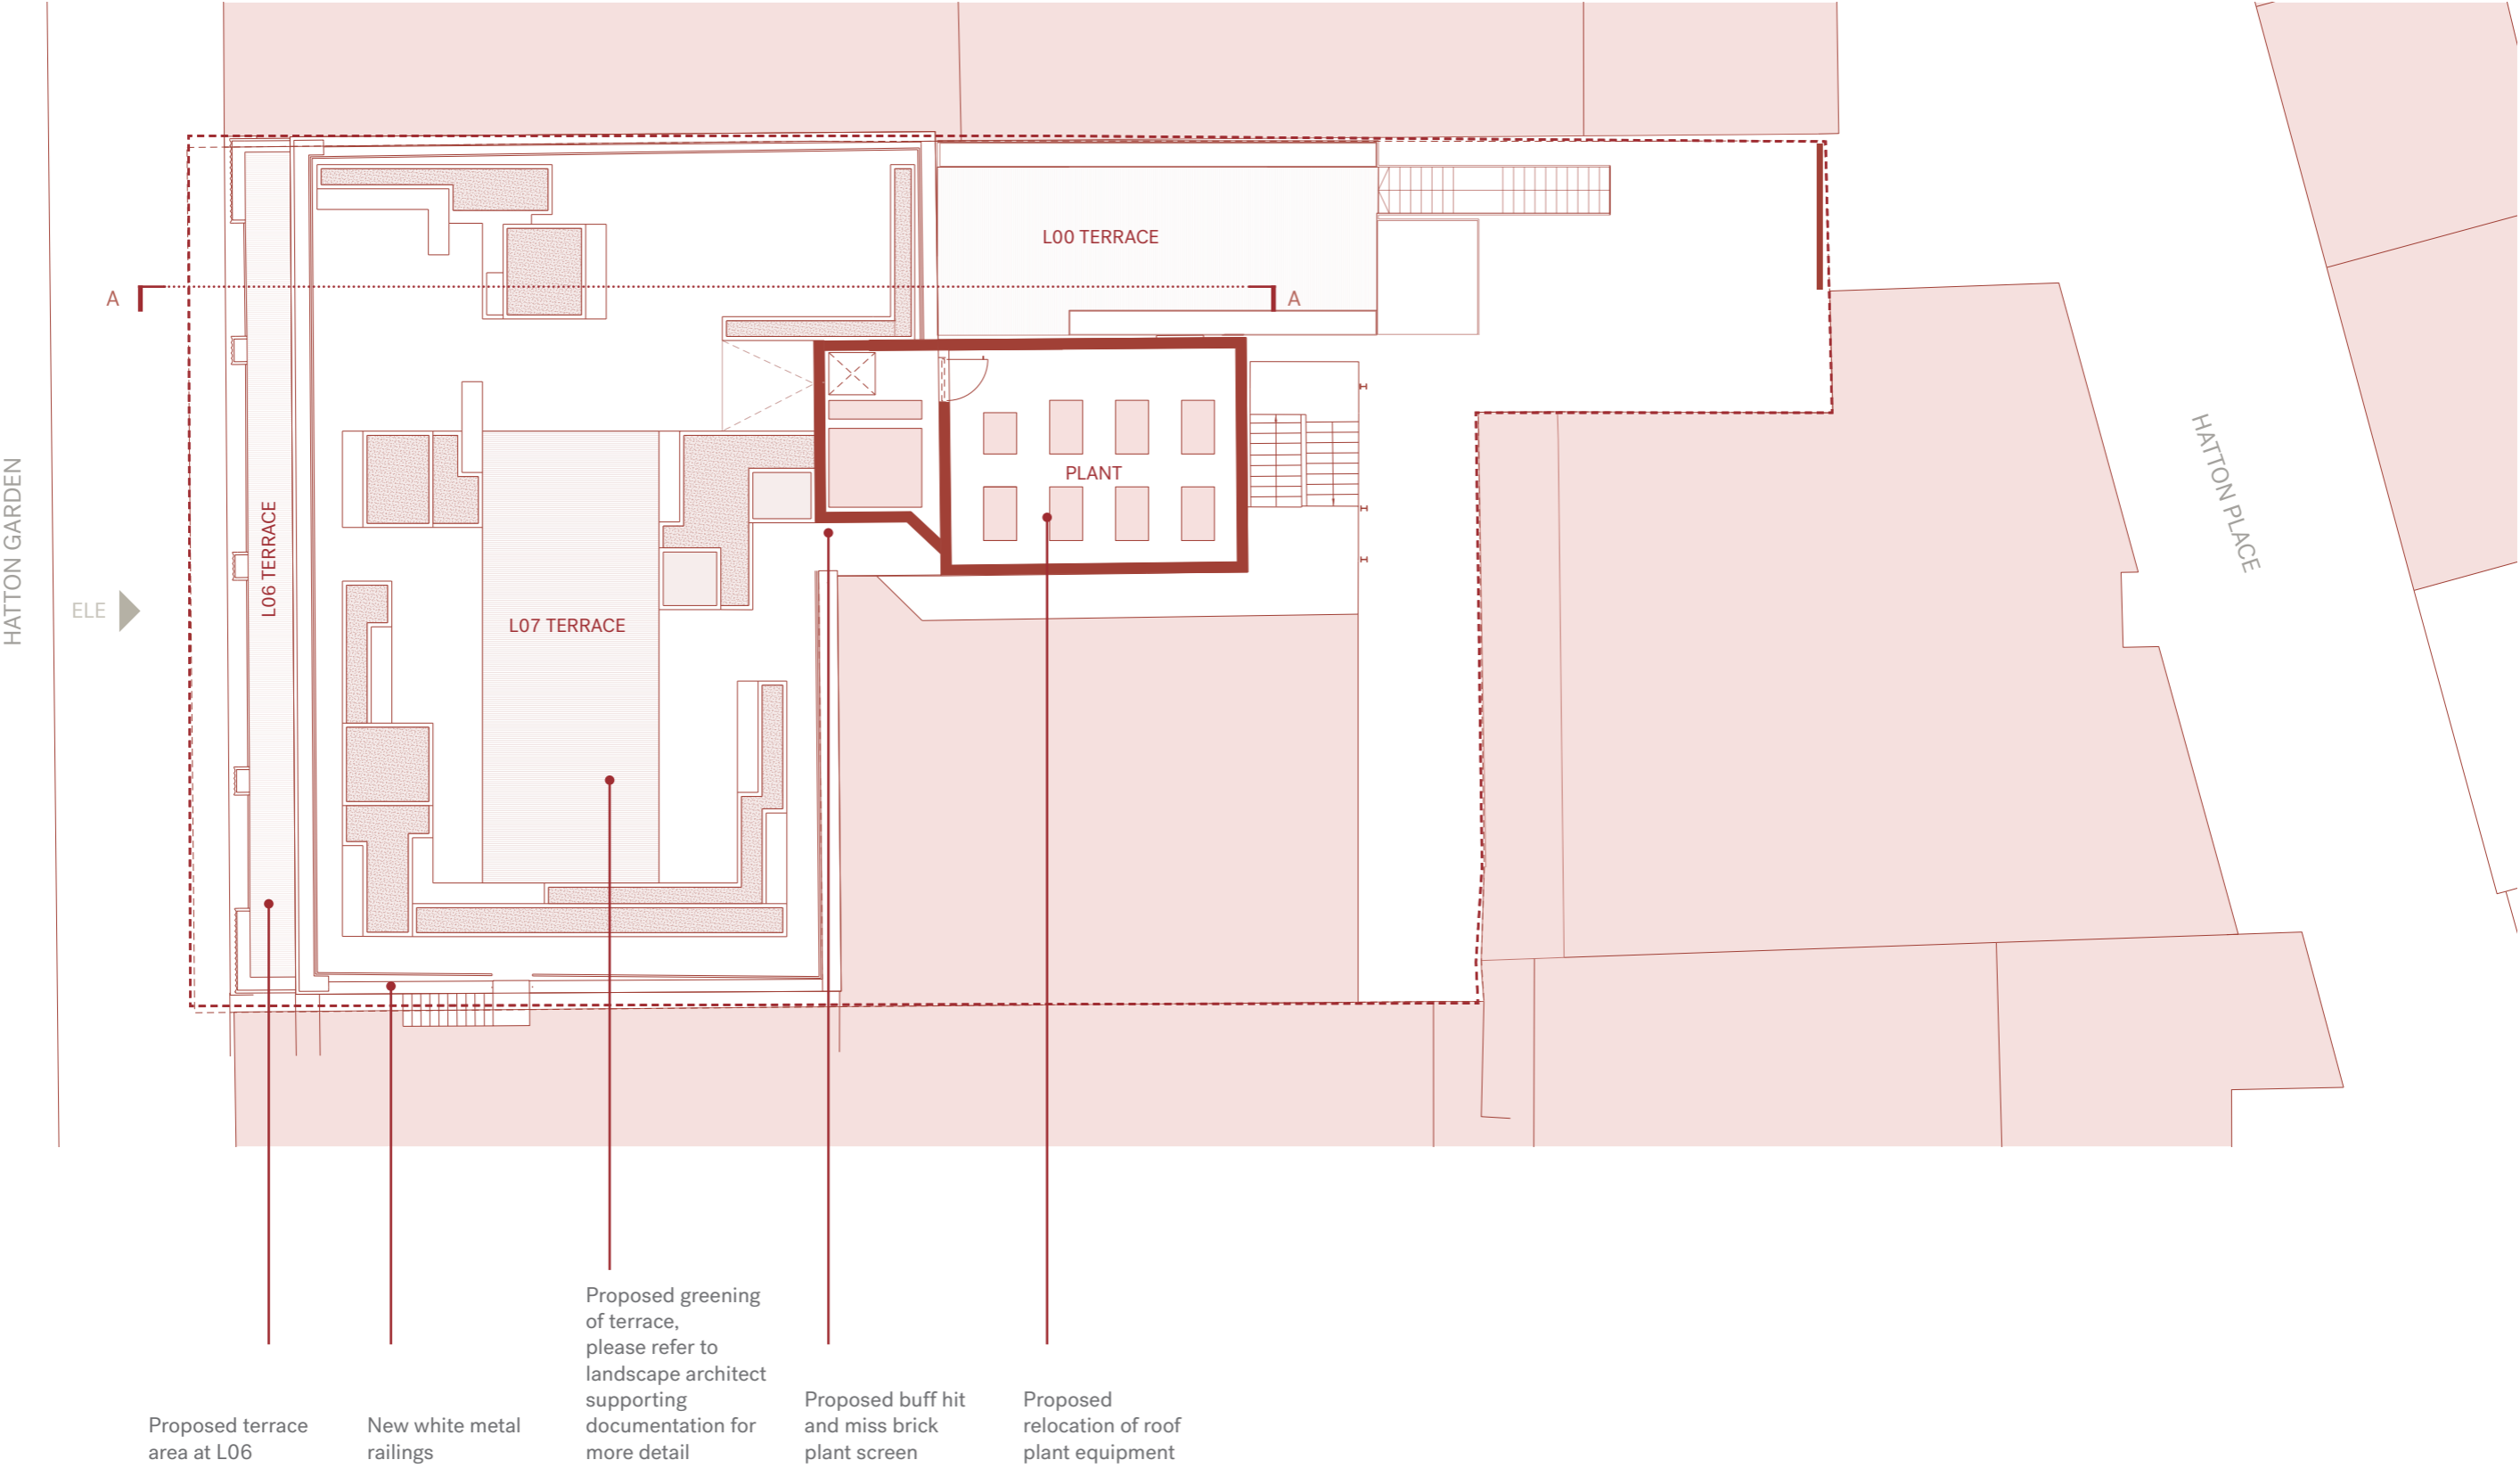 L00 TERRACE
A
A
HATTON GARDEN
HATTON PLACE
PLANT
L06 TERRACE
ELE
L07 TERRACE
Proposed terrace
area at L06
New white metal
railings
Proposed greening
of terrace,
please refer to
landscape architect
supporting
documentation for
more detail
Proposed buff hit
and miss brick
plant screen
Proposed
relocation of roof
plant equipment